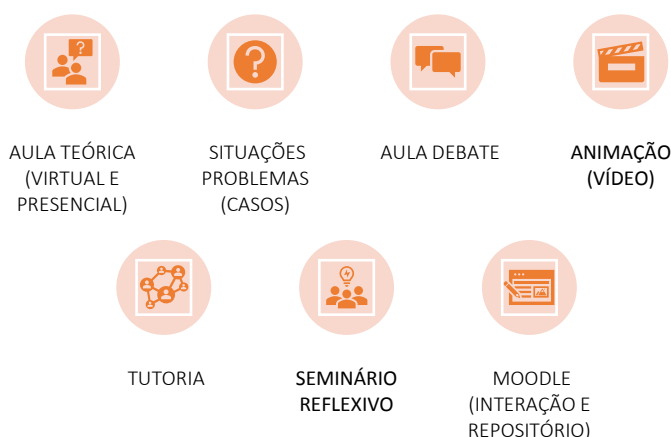 ?
AULA TEÓRICA
(VIRTUAL E
PRESENCIAL)
?
SITUAÇÕES
PROBLEMAS
(CASOS)
AULA DEBATE
ANIMAÇÃO
(VÍDEO)
TUTORIA
SEMINÁRIO
REFLEXIVO
MOODLE
(INTERAÇÃO E
REPOSITÓRIO)